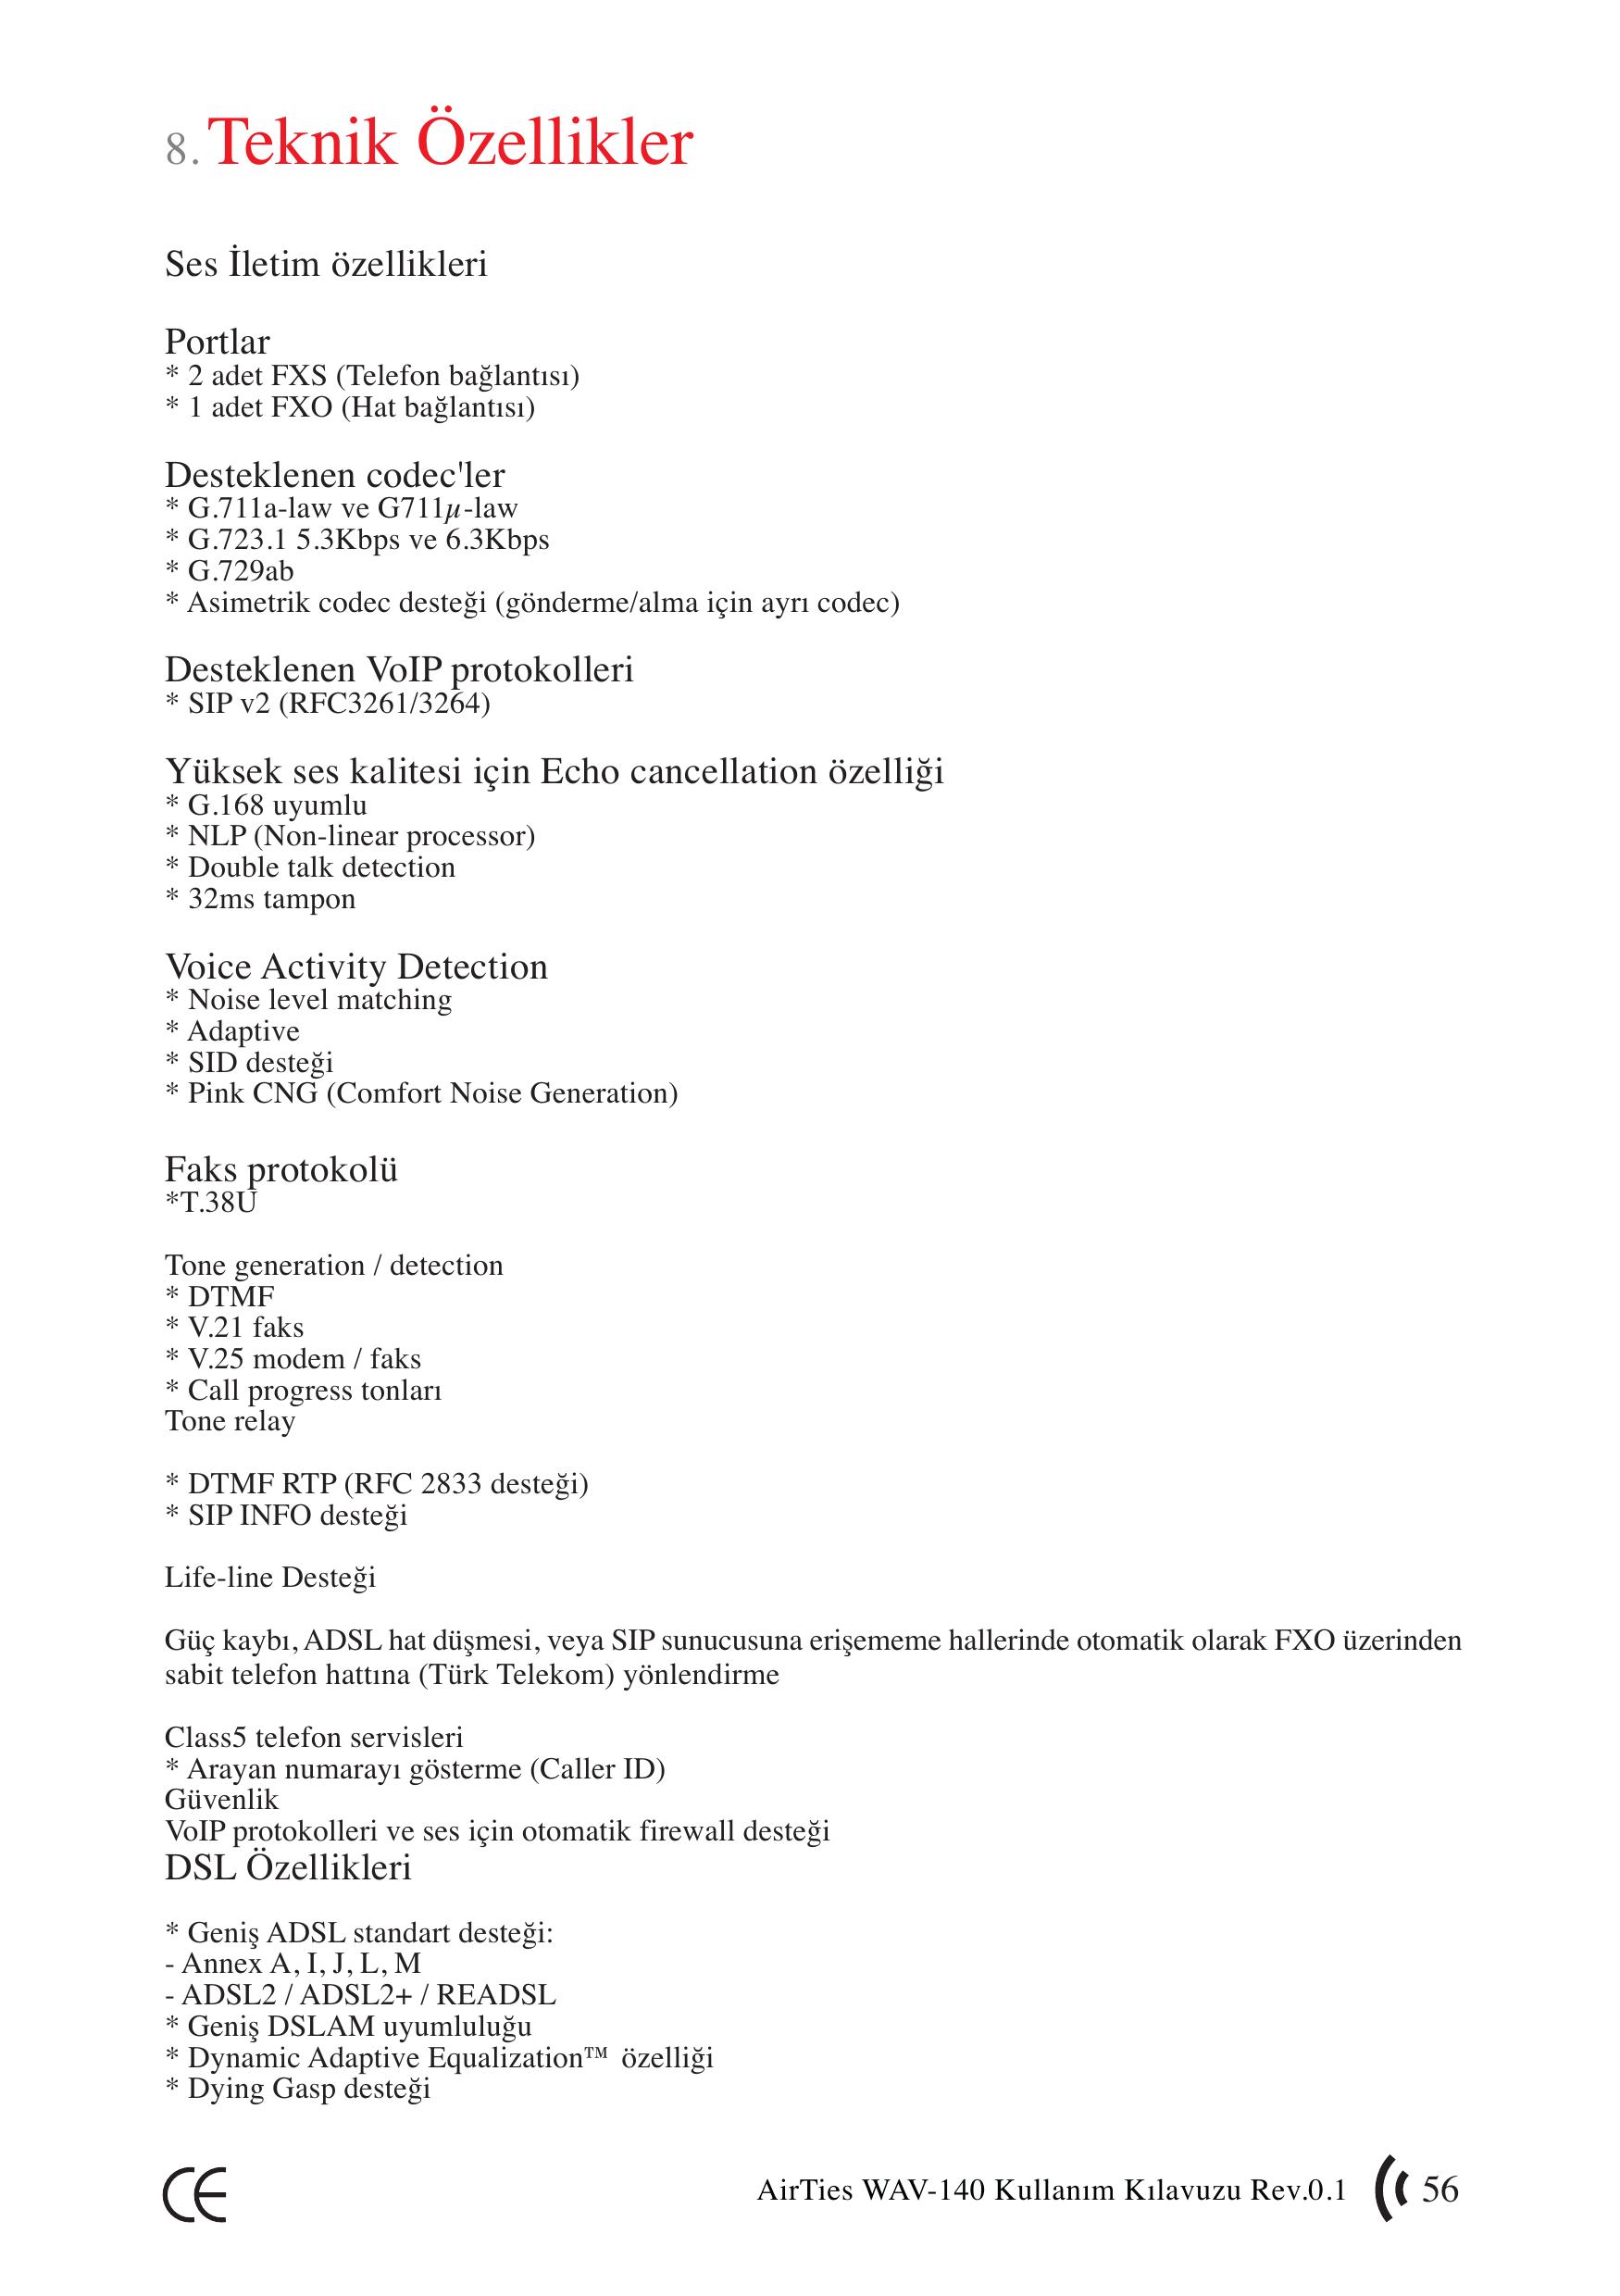 8. Teknik Özellikler
Ses İletim özellikleri
Portlar
* 2 adet FXS (Telefon bağlantısı)
* 1 adet FXO (Hat bağlantısı)
Desteklenen codec'ler
* G.711a-law ve G711µ-law
* G.723.1 5.3Kbps ve 6.3Kbps
* G.729ab
* Asimetrik codec desteği (gönderme/alma için ayrı codec)
Desteklenen VoIP protokolleri
* SIP v2 (RFC3261/3264)
Yüksek ses kalitesi için Echo cancellation özelliği
* G.168 uyumlu
* NLP (Non-linear processor)
* Double talk detection
* 32ms tampon
Voice Activity Detection
* Noise level matching
* Adaptive
* SID desteği
* Pink CNG (Comfort Noise Generation)
Faks protokolü
*T.38U
Tone generation / detection
* DTMF
* V.21 faks
* V.25 modem / faks
* Call progress tonları
Tone relay
* DTMF RTP (RFC 2833 desteği)
* SIP INFO desteği
Life-line Desteği
Güç kaybı, ADSL hat düşmesi, veya SIP sunucusuna erişememe hallerinde otomatik olarak FXO üzerinden
sabit telefon hattına (Türk Telekom) yönlendirme
Class5 telefon servisleri
* Arayan numarayı gösterme (Caller ID)
Güvenlik
VoIP protokolleri ve ses için otomatik firewall desteği
DSL Özellikleri
* Geniş ADSL standart desteği:
- Annex A, I, J, L, M
- ADSL2 / ADSL2+ / READSL
* Geniş DSLAM uyumluluğu
* Dynamic Adaptive Equalization™ özelliği
* Dying Gasp desteği
CE
AirTies WAV-140 Kullanım Kılavuzu Rev.0.1 56